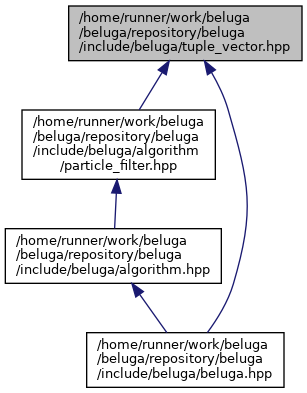 /home/runner/work/beluga
/beluga/repository/beluga
/include/beluga/tuple_vector.hpp
/home/runner/work/beluga
/beluga/repository/beluga
/include/beluga/algorithm
/particle_filter.hpp
/home/runner/work/beluga
/beluga/repository/beluga
/include/beluga/algorithm.hpp
/home/runner/work/beluga
/beluga/repository/beluga
/include/beluga/beluga.hpp